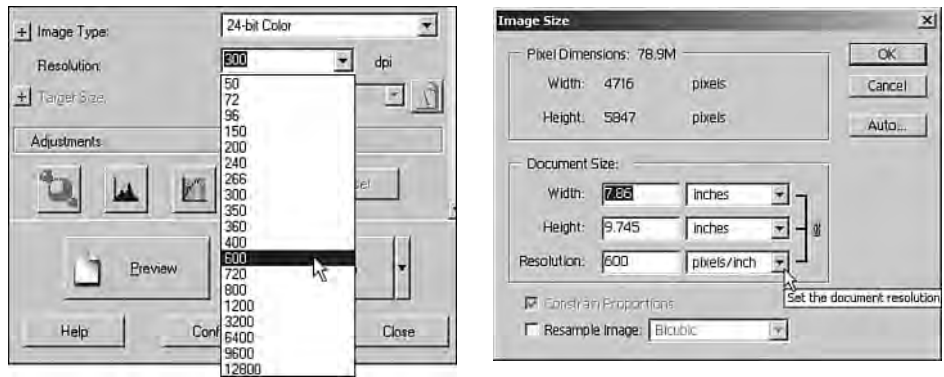 Image Type:
24-bit Color
Resolution:
300
dpi
Target Size:
50
72
96
150
200
240
266
300
350
360
400
600
720
800
1200
3200
6400
9600
12800
Adjustments
Preview
Help
Close
Image Size
Pixel Dimensions: 78.9M
Width: 4716 pixels
Height: 5847 pixels
OK
Cancel
Auto...
Document Size:
Width: 7.86 inches
Height: 9.745 inches
Resolution: 600 pixels/inch
Set the document resolution
Constrain Proportions
Resample Image: Bicubic